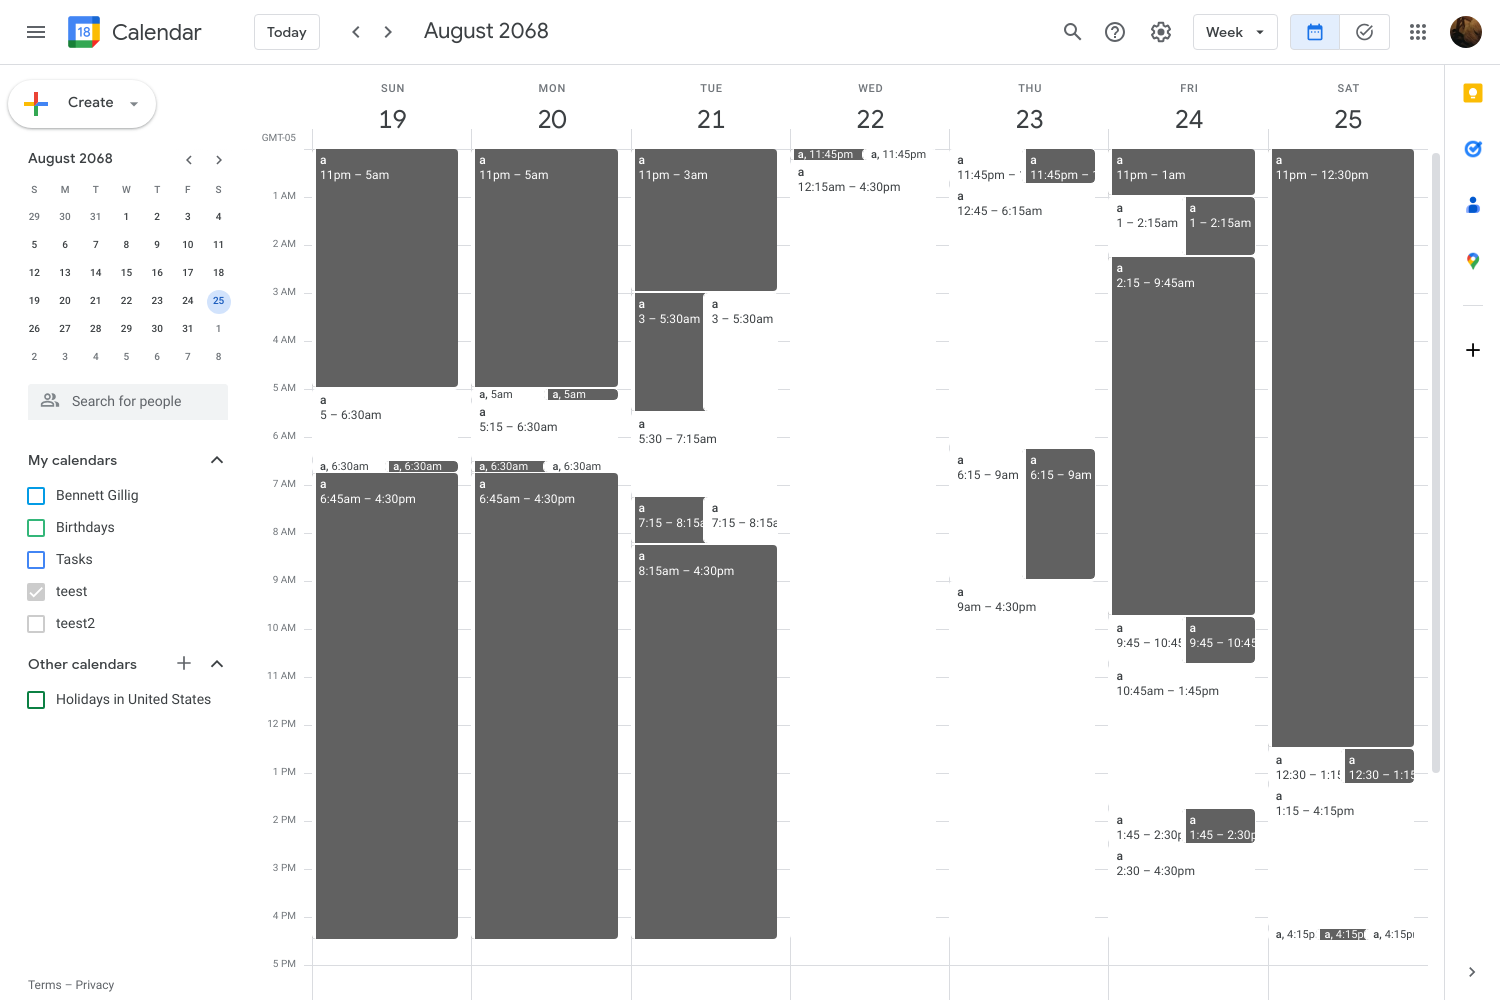 18 Calendar
Today
August 2068
Week
Create
August 2068
S M T W T F S
29 30 31 1 2 3 4
5 6 7 8 9 10 11
12 13 14 15 16 17 18
19 20 21 22 23 24 25
26 27 28 29 30 31 1
2 3 4 5 6 7 8
Search for people
My calendars
Bennett Gillig
Birthdays
Tasks
teest
teest2
Other calendars
Holidays in United States
Terms – Privacy
GMT-05
1 AM
2 AM
3 AM
4 AM
5 AM
6 AM
7 AM
8 AM
9 AM
10 AM
11 AM
12 PM
1 PM
2 PM
3 PM
4 PM
5 PM
SUN
19
a
11pm – 5am
a
5 – 6:30am
a, 6:30am
a, 6:30am
a
6:45am – 4:30pm
MON
20
a
11pm – 5am
a, 5am
a, 5am
a
5:15 – 6:30am
a, 6:30am
a, 6:30am
a
6:45am – 4:30pm
TUE
21
a
11pm – 3am
a
3 – 5:30am
a
3 – 5:30am
a
5:30 – 7:15am
a
7:15 – 8:15a
a
7:15 – 8:15a
a
8:15am – 4:30pm
WED
22
a, 11:45pm
a, 11:45pm
a
12:15am – 4:30pm
THU
23
a
11:45pm –
a
11:45pm –
a
12:45 – 6:15am
a
6:15 – 9am
a
6:15 – 9am
a
9am – 4:30pm
FRI
24
a
11pm – 1am
a
1 – 2:15am
a
1 – 2:15am
a
2:15 – 9:45am
a
9:45 – 10:45
a
9:45 – 10:45
a
10:45am – 1:45pm
a
1:45 – 2:30p
a
1:45 – 2:30p
a
2:30 – 4:30pm
SAT
25
a
11pm – 12:30pm
a
12:30 – 1:15
a
12:30 – 1:15
a
1:15 – 4:15pm
a, 4:15p
a, 4:15p
a, 4:15p